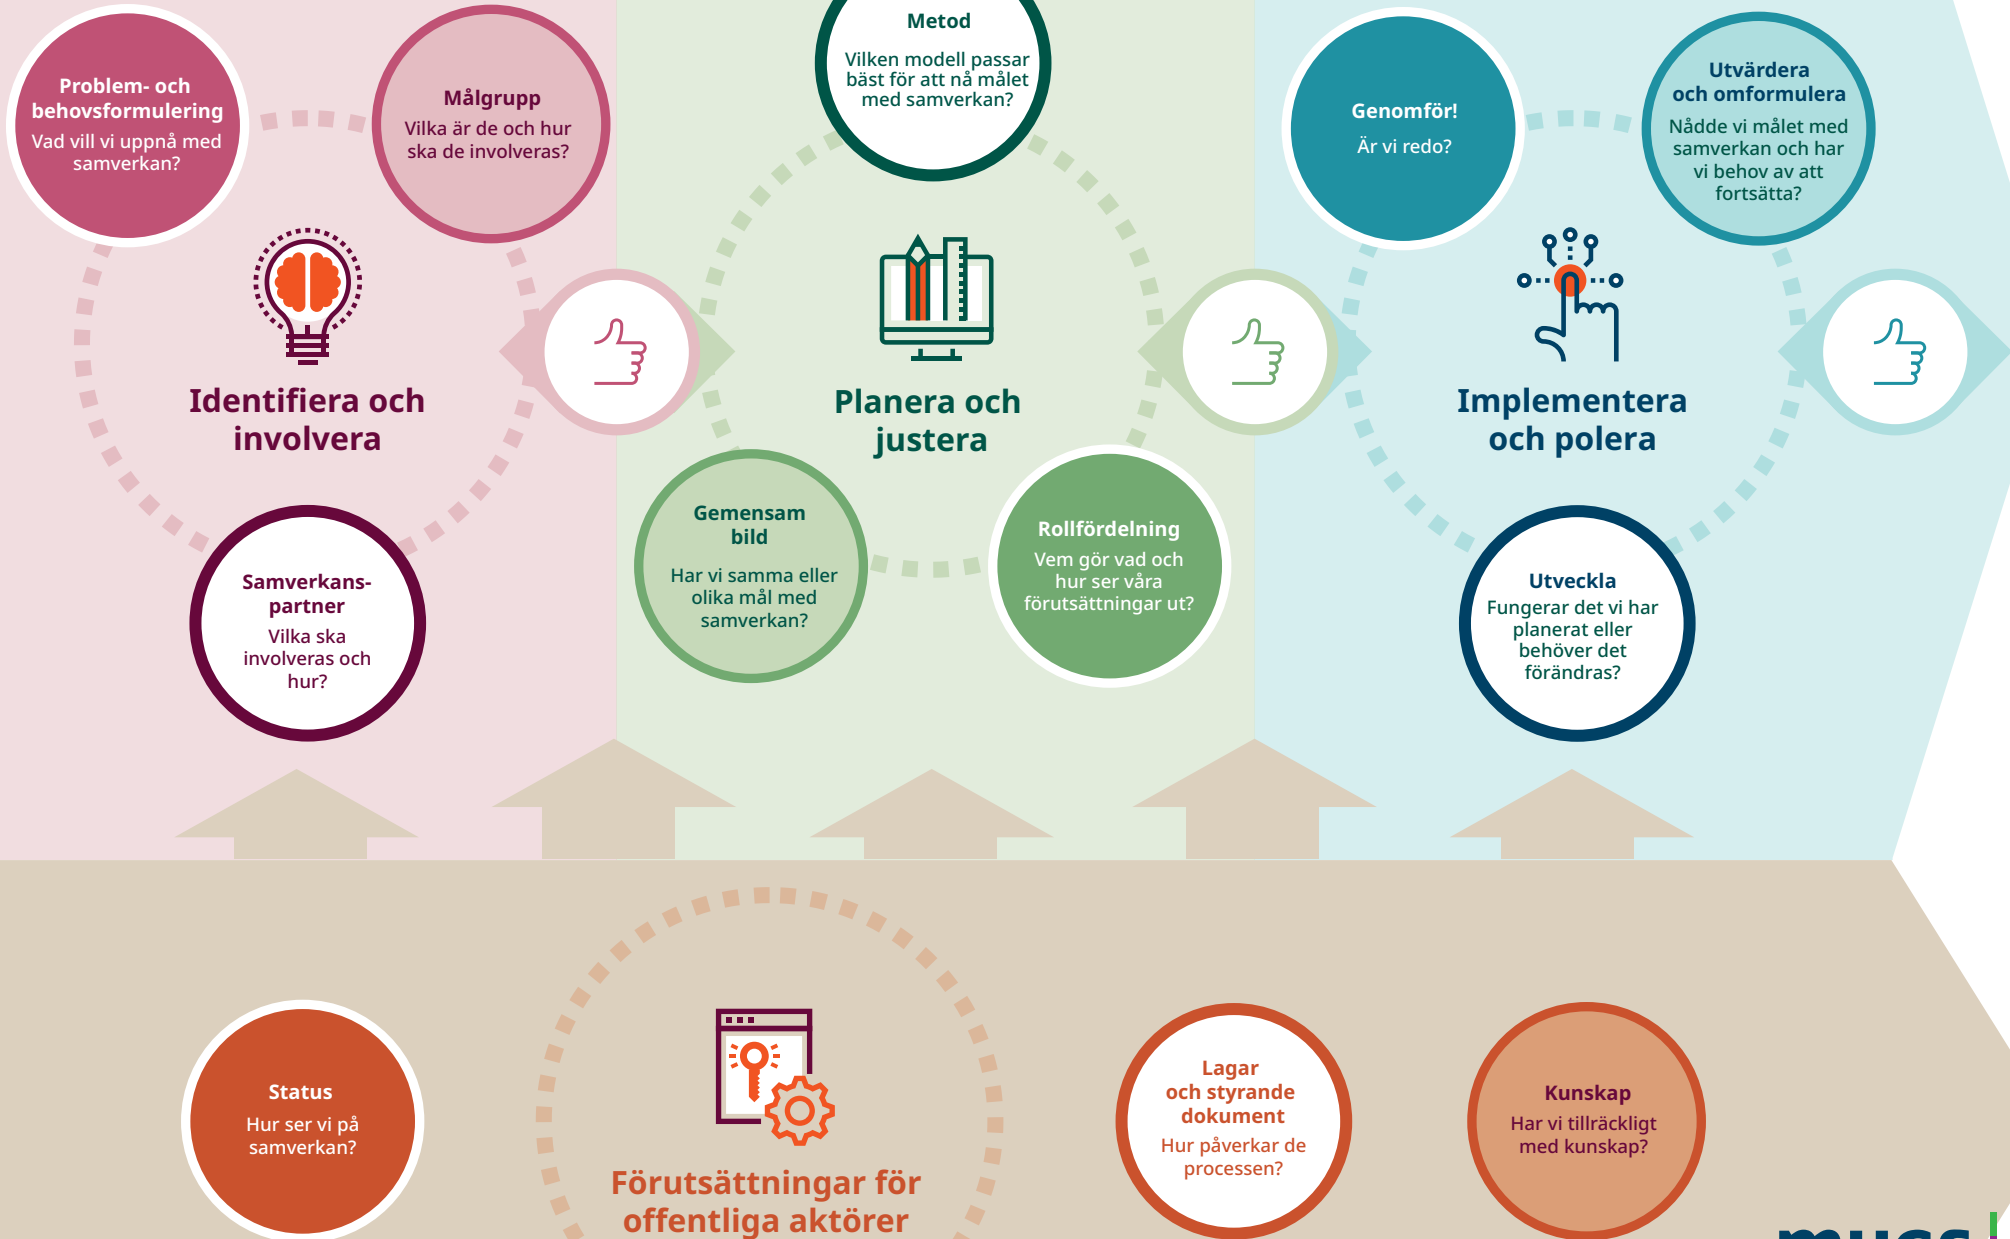 Problem- och
behovsformulering
Vad vill vi uppnå med
samverkan?
Målgrupp
Vilka är de och hur
ska de involveras?
Identifiera och
involvera
Samverkans-
partner
Vilka ska
involveras och
hur?
Metod
Vilken modell passar
bäst för att nå målet
med samverkan?
Planera och
justera
Gemensam
bild
Har vi samma eller
olika mål med
samverkan?
Rollfördelning
Vem gör vad och
hur ser våra
förutsättningar ut?
Genomför!
Är vi redo?
Utvärdera
och omformulera
Nådde vi målet med
samverkan och har
vi behov av att
fortsätta?
Implementera
och polera
Utveckla
Fungerar det vi har
planerat eller
behöver det
förändras?
Status
Hur ser vi på
samverkan?
Förutsättningar för
offentliga aktörer
Lagar
och styrande
dokument
Hur påverkar de
processen?
Kunskap
Har vi tillräckligt
med kunskap?